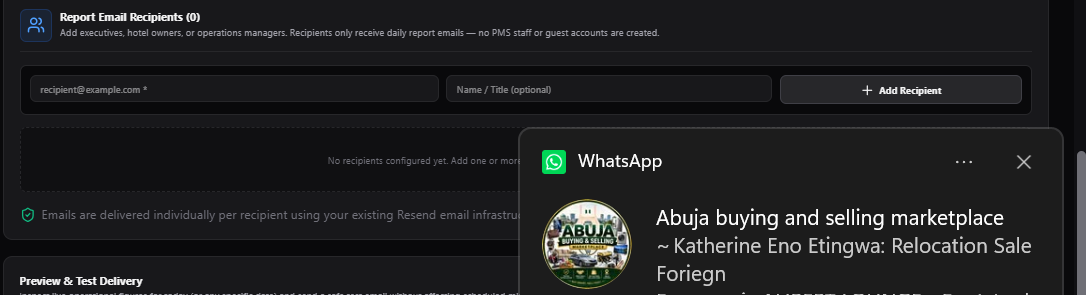 Report Email Recipients (0)
Add executives, hotel owners, or operations managers. Recipients only receive daily report emails — no PMS staff or guest accounts are created.
recipient@example.com *
Name / Title (optional)
+ Add Recipient
No recipients configured yet. Add one or more
WhatsApp
Emails are delivered individually per recipient using your existing Resend email infrastruc
ABUJA
BUYING & SELLING
MARKETPLACE
Abuja buying and selling marketplace
~ Katherine Eno Etingwa: Relocation Sale
Foriegn
Preview & Test Delivery